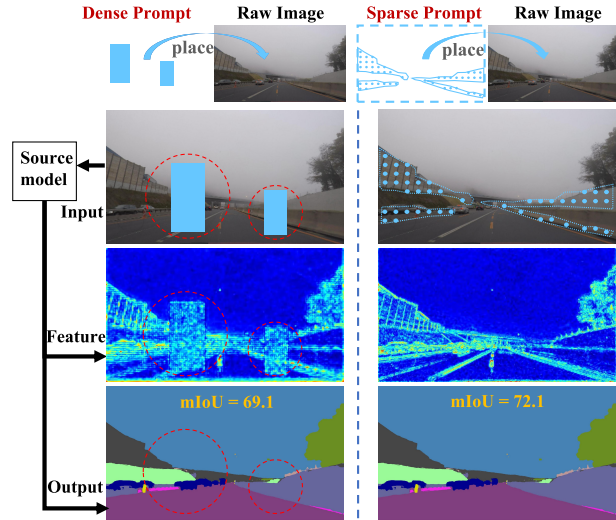 Dense Prompt
Raw Image
Sparse Prompt
Raw Image
place
place
Source
model
Input
Feature
mIoU = 69.1
mIoU = 72.1
Output